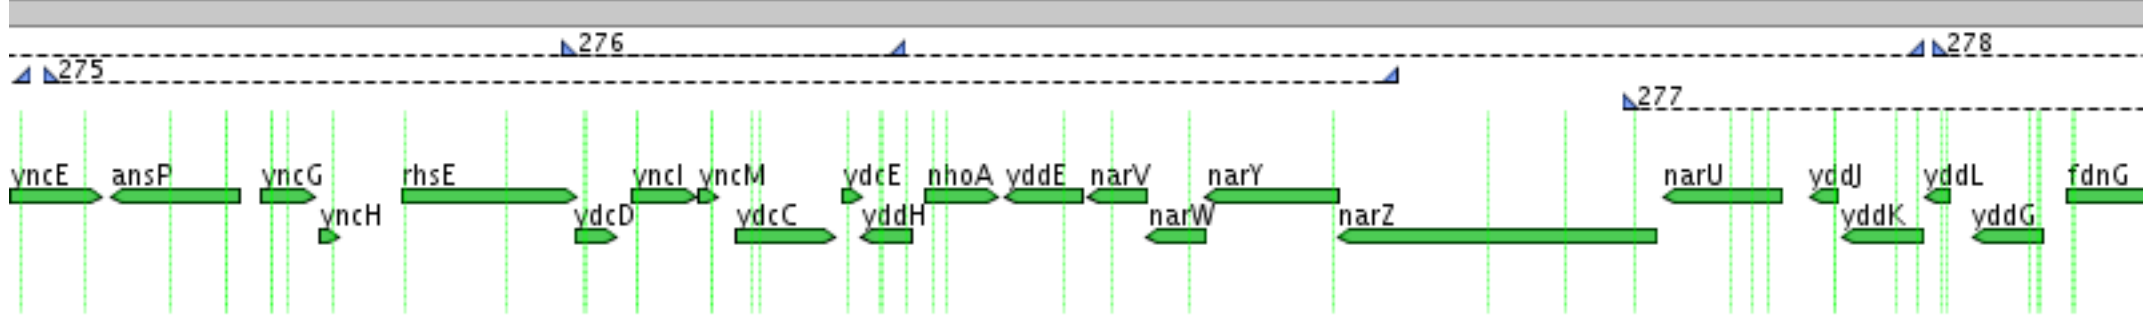 276 278
275
277
yncE ansP yncG rhsE yncI yncM ydcE nhoA yddE narV narY narU yddJ yddL fdnG
yncH ydcD ydcC yddH narW narZ yddK yddG